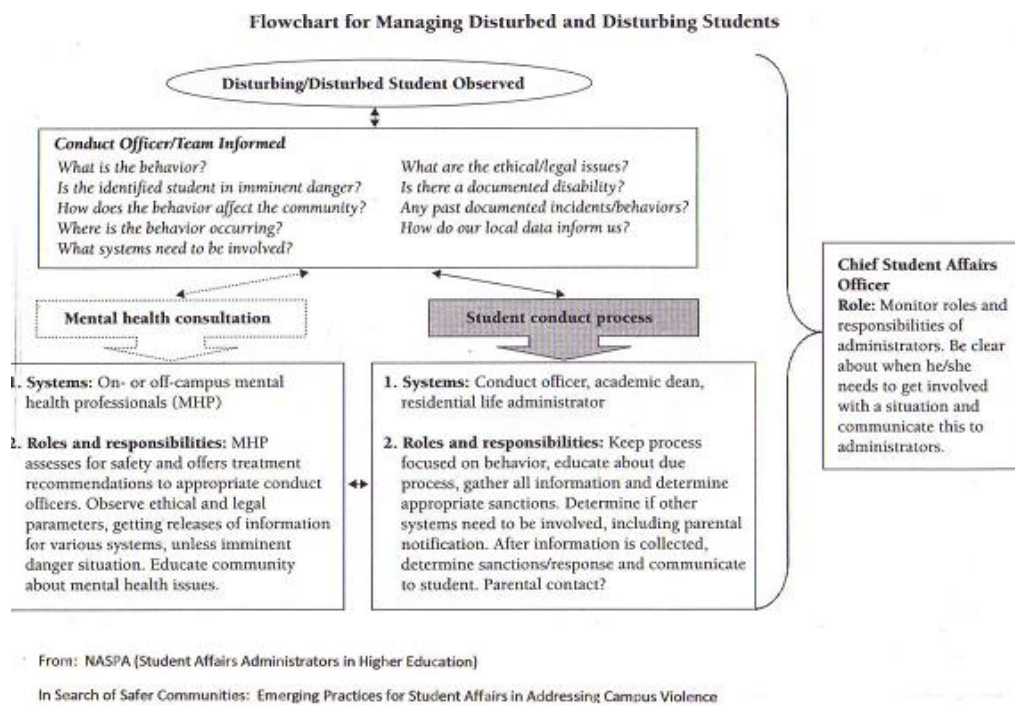 Flowchart for Managing Disturbed and Disturbing Students
Disturbing/Disturbed Student Observed
Conduct Officer/Team Informed
What is the behavior?
Is the identified student in imminent danger?
How does the behavior affect the community?
Where is the behavior occurring?
What systems need to be involved?
What are the ethical/legal issues?
Is there a documented disability?
Any past documented incidents/behaviors?
How do our local data inform us?
Mental health consultation
Student conduct process
1. Systems: On- or off-campus mental
health professionals (MHP)
2. Roles and responsibilities: MHP
assesses for safety and offers treatment
recommendations to appropriate conduct
officers. Observe ethical and legal
parameters, getting releases of information
for various systems, unless imminent
danger situation. Educate community
about mental health issues.
1. Systems: Conduct officer, academic dean,
residential life administrator
2. Roles and responsibilities: Keep process
focused on behavior, educate about due
process, gather all information and determine
appropriate sanctions. Determine if other
systems need to be involved, including parental
notification. After information is collected,
determine sanctions/response and communicate
to student. Parental contact?
Chief Student Affairs
Officer
Role: Monitor roles and
responsibilities of
administrators. Be clear
about when he/she
needs to get involved
with a situation and
communicate this to
administrators.
From: NASPA (Student Affairs Administrators in Higher Education)
In Search of Safer Communities: Emerging Practices for Student Affairs in Addressing Campus Violence